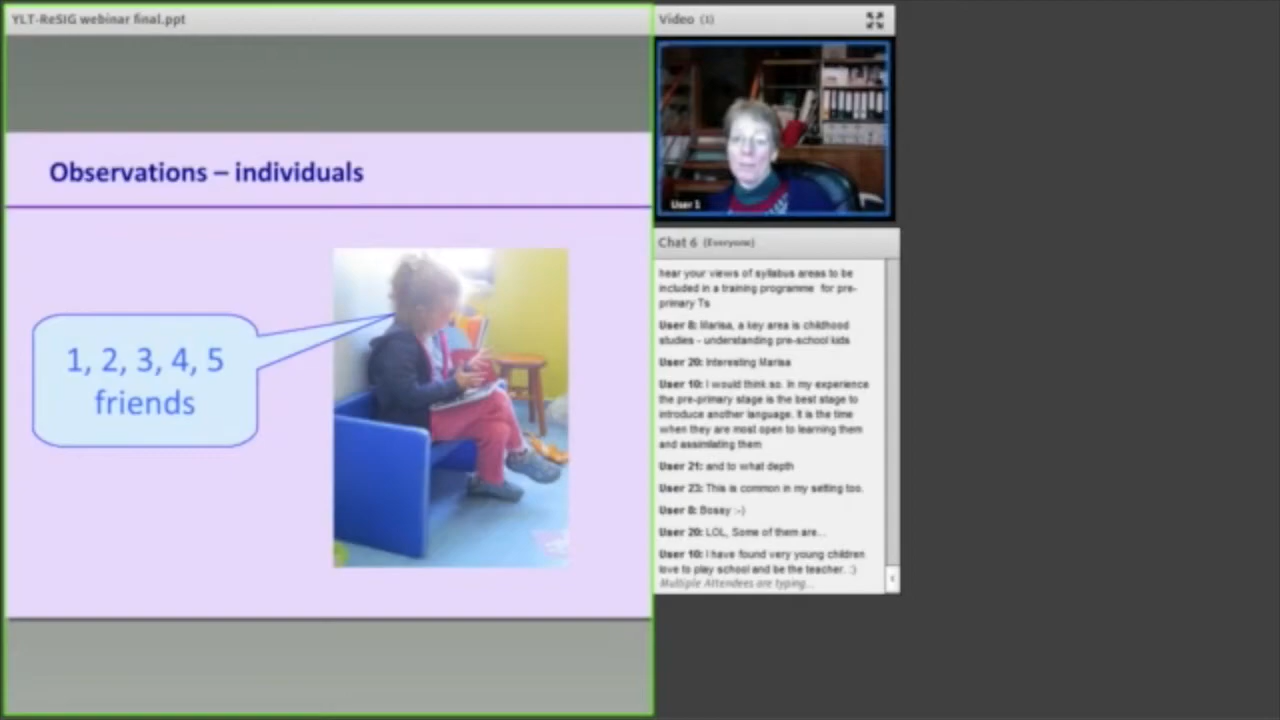 YLT-ReSIG webinar final.ppt
Observations – individuals
1, 2, 3, 4, 5
friends
Video (1)
User 1
Chat 6 (Everyone)
hear your views of syllabus areas to be
included in a training programme for pre-
primary Ts
User 8: Marisa, a key area is childhood
studies - understanding pre-school kids
User 20: Interesting Marisa
User 10: I would think so. In my experience
the pre-primary stage is the best stage to
introduce another language. It is the time
when they are most open to learning them
and assimilating them
User 21: and to what depth
User 23: This is common in my setting too.
User 8: Bossy :-)
User 20: LOL, Some of them are...
User 10: I have found very young children
love to play school and be the teacher. :)
Multiple Attendees are typing...